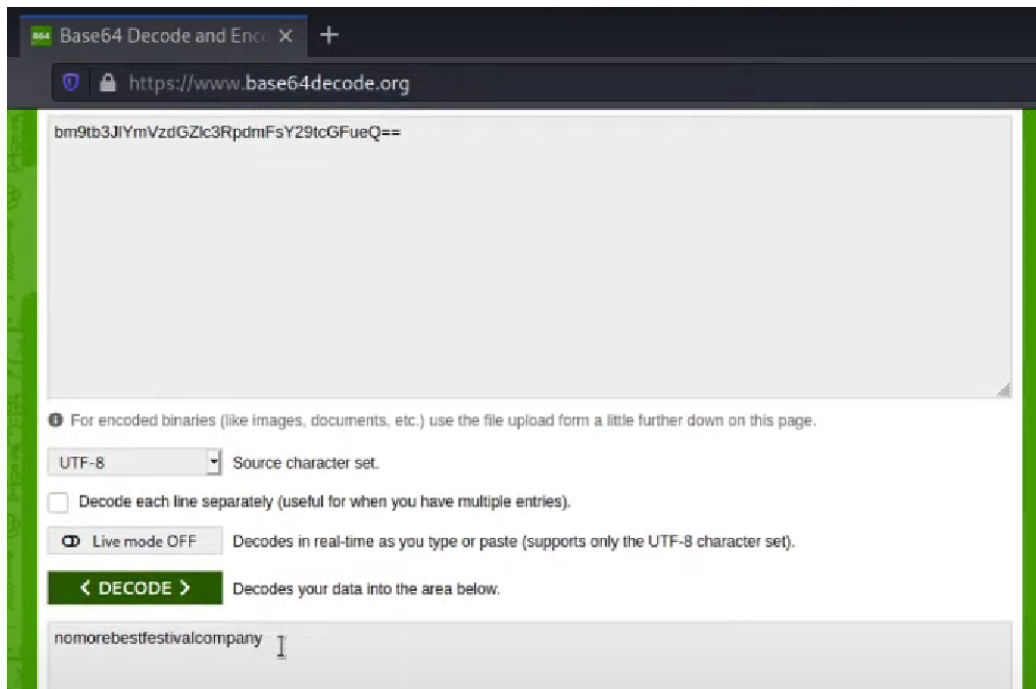 Base64 Decode and Enc
https://www.base64decode.org
bm9tb3JlYmVzdGZlc3RpdmFsY29tcGFueQ==
For encoded binaries (like images, documents, etc.) use the file upload form a little further down on this page.
UTF-8 Source character set.
Decode each line separately (useful for when you have multiple entries).
Live mode OFF Decodes in real-time as you type or paste (supports only the UTF-8 character set).
< DECODE > Decodes your data into the area below.
nomorebestfestivalcompany